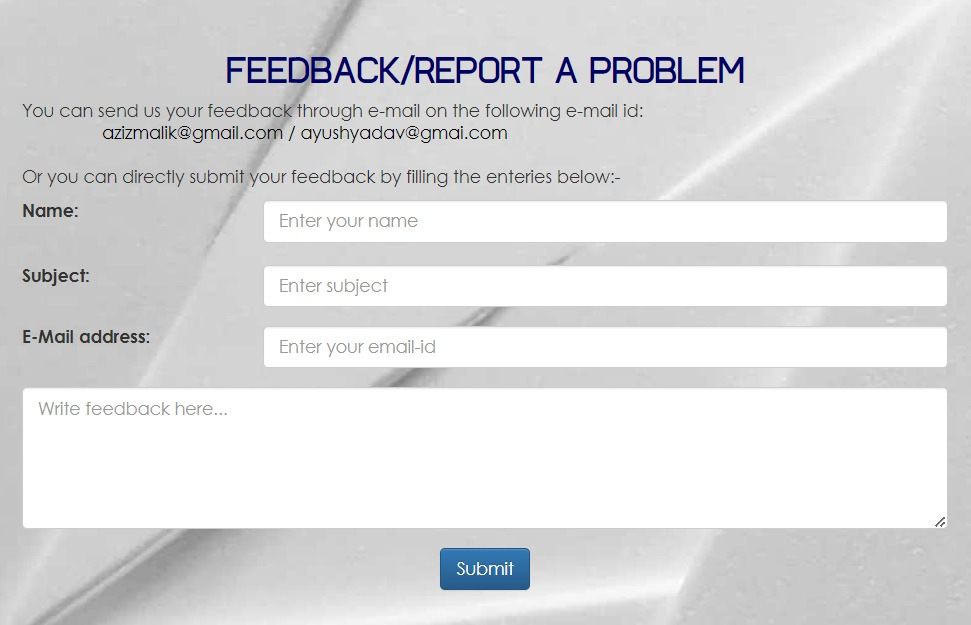 FEEDBACK/REPORT A PROBLEM
You can send us your feedback through e-mail on the following e-mail id:
azizmalik@gmail.com / ayushyadav@gmai.com
Or you can directly submit your feedback by filling the enteries below:-
Name:
Enter your name
Subject:
Enter subject
E-Mail address:
Enter your email-id
Write feedback here...
Submit